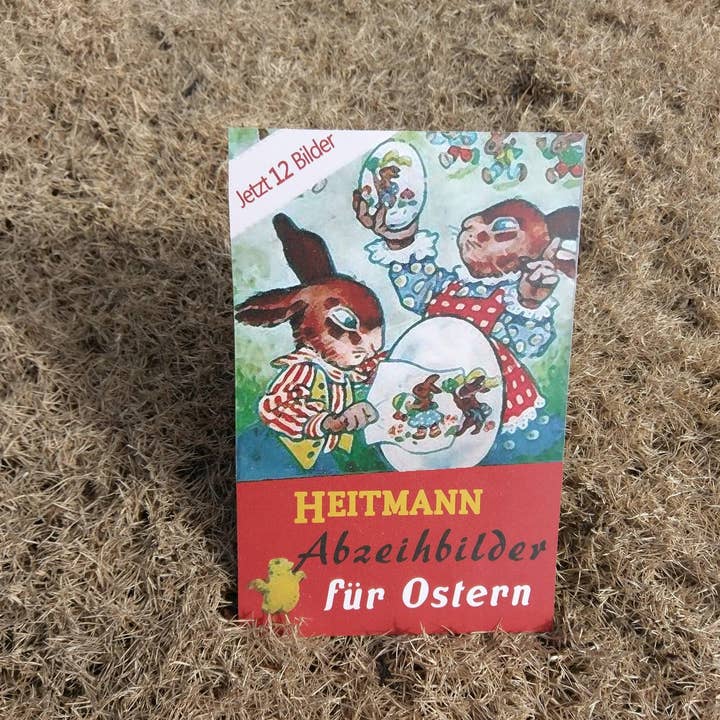 Jetzt 12 Bilder
HEITMANN
Abzeihbilder
für Ostern